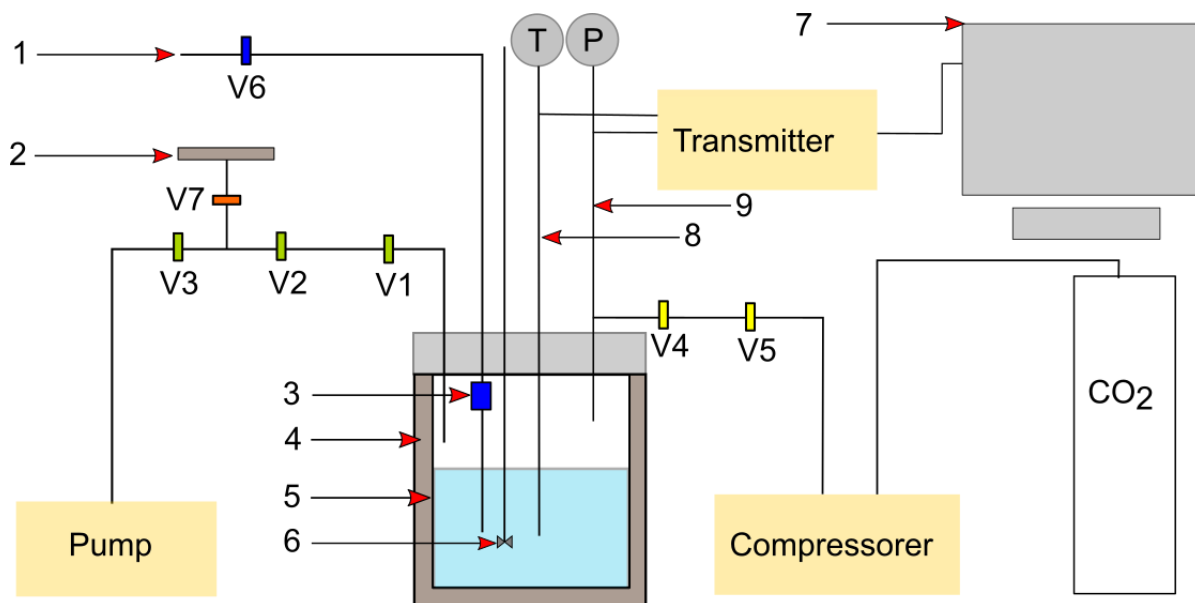 7
T P
1
V6
Transmitter
2
V7
9
8
V3 V2 V1
V4 V5
3
CO2
4
5
Pump
6
Compressorer